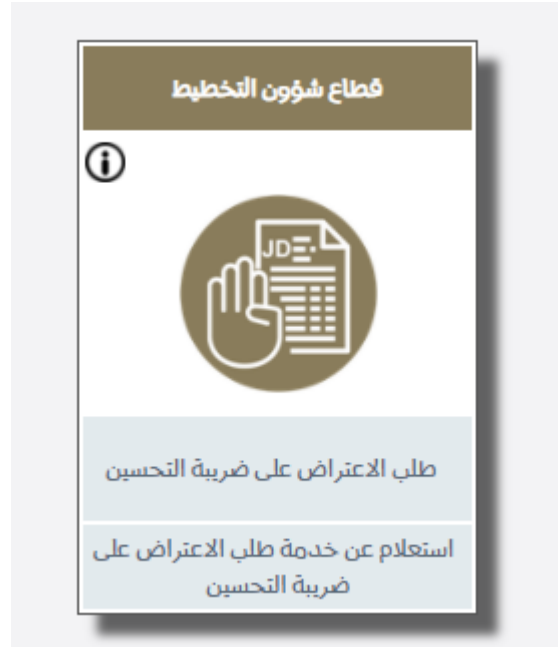 قطاع شؤون التخطيط
JD
طلب الاعتراض على ضريبة التحسين
استعلام عن خدمة طلب الاعتراض على
ضريبة التحسين